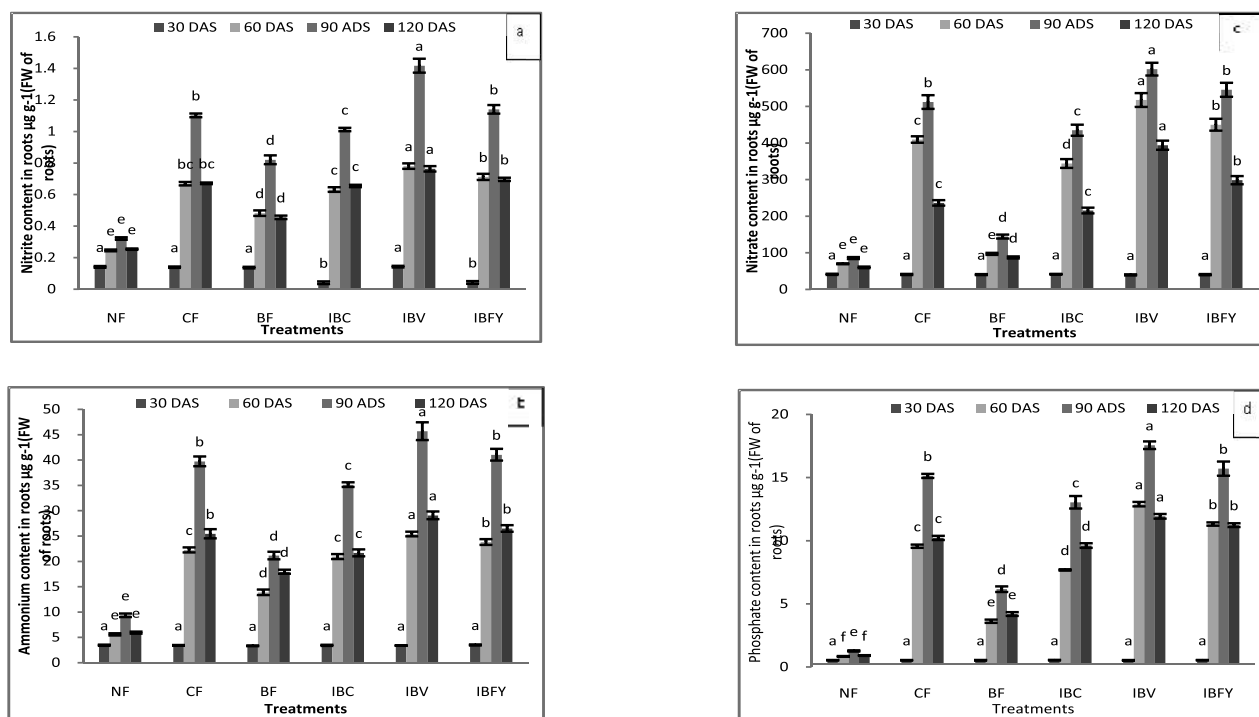 30 DAS 60 DAS 90 ADS 120 DAS
a
Nitrite content in roots µg g-1(FW of
roots)
1.6
1.4
1.2
1
0.8
0.6
0.4
0.2
0
a e e e
a bc b bc
a d d d
b c c c
a a a a
b b b b
NF CF BF IBC IBV IBFY
Treatments
30 DAS 60 DAS 90 ADS 120 DAS
Nitrate content in roots µg g-1(FW of
roots)
700
600
500
400
300
200
100
0
a e e e
a c b c
a e d d
a d c c
a a a a
a b b b
NF CF BF IBC IBV IBFY
Treatments
30 DAS 60 DAS 90 ADS 120 DAS
Ammonium content in roots µg g-1(FW
of roots)
50
45
40
35
30
25
20
15
10
5
0
a e e e
a c b b
a d d d
a c c c
a a a a
a b b b
NF CF BF IBC IBV IBFY
Treatments
30 DAS 60 DAS 90 ADS 120 DAS
d
Phosphate content in roots µg g-1(FW of
roots)
20
15
10
5
0
a f e f
a c b c
a e d e
a d c d
a a a a
a b b b
NF CF BF IBC IBV IBFY
Treatments